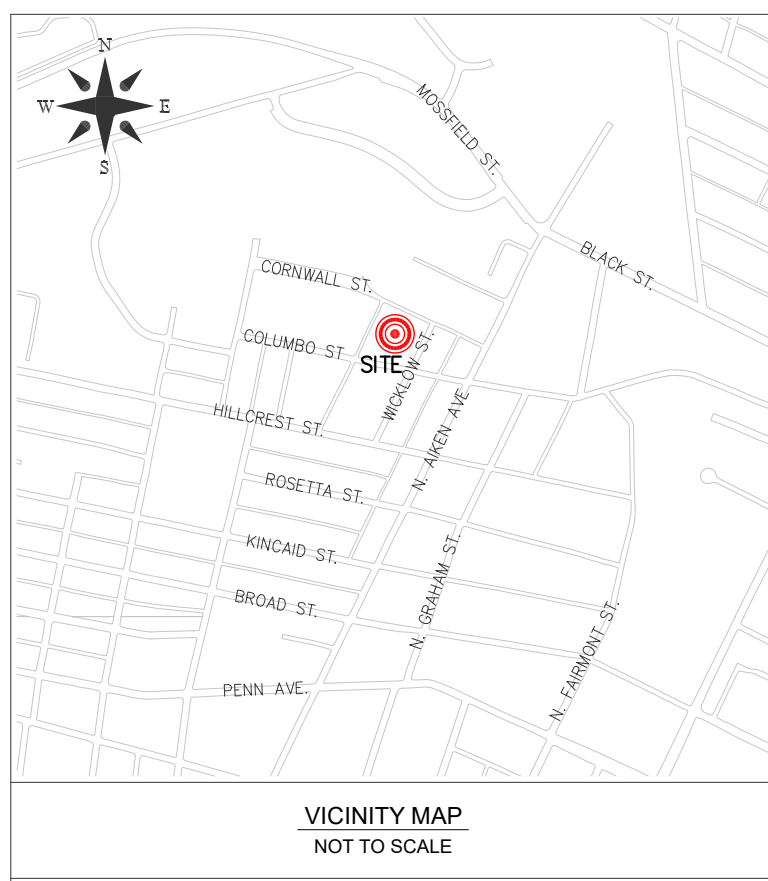 N
W
E
S
MOSSFIELD ST.
BLACK ST.
CORNWALL ST.
COLUMBO ST
SITE
WICKLOW ST.
HILLCREST ST.
N. AIKEN AVE.
ROSETTA ST.
KINCAID ST.
N. GRAHAM ST.
BROAD ST.
N. FAIRMONT ST.
PENN AVE.
VICINITY MAP
NOT TO SCALE